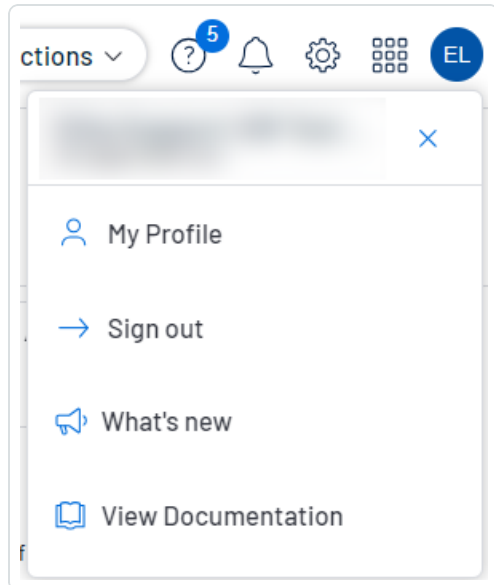 ctions
5
EL
My Profile
Sign out
What's new
View Documentation
f